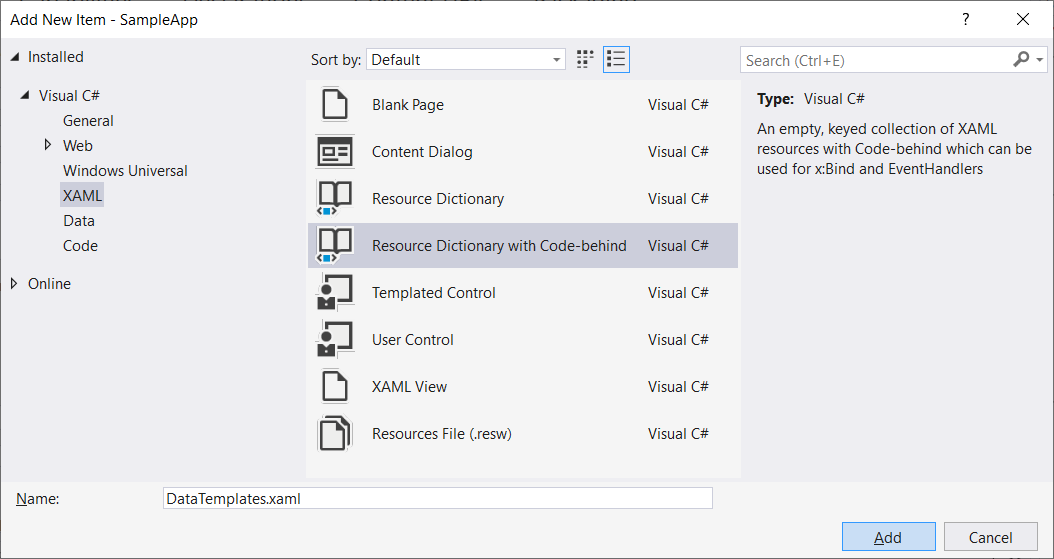 Add New Item - SampleApp
?
Installed
Visual C#
General
Web
Windows Universal
XAML
Data
Code
Online
Sort by: Default
Blank Page Visual C#
Content Dialog Visual C#
Resource Dictionary Visual C#
Resource Dictionary with Code-behind Visual C#
Templated Control Visual C#
User Control Visual C#
XAML View Visual C#
Resources File (.resw) Visual C#
Search (Ctrl+E)
Type: Visual C#
An empty, keyed collection of XAML
resources with Code-behind which can be
used for x:Bind and EventHandlers
Name: DataTemplates.xaml
Add Cancel